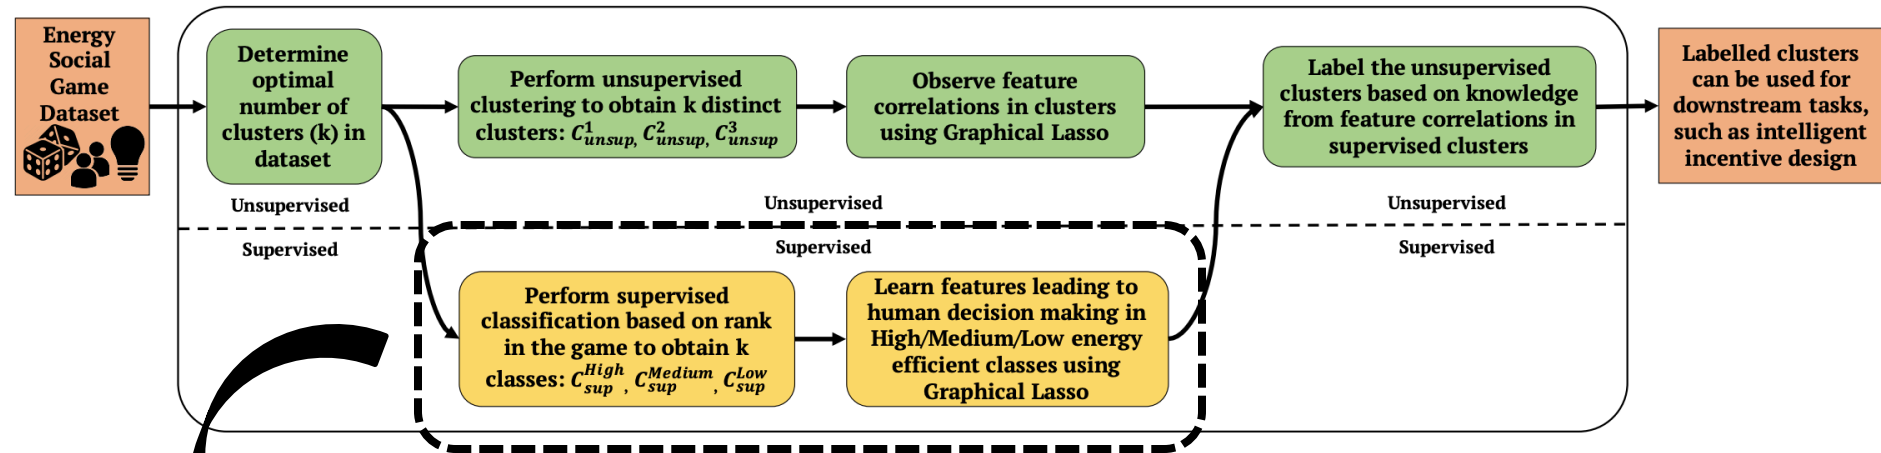 Energy
Social
Game
Dataset
Determine
optimal
number of
clusters (k) in
dataset
Perform unsupervised
clustering to obtain k distinct
clusters: C¹unsup, C²unsup, C³unsup
Observe feature
correlations in clusters
using Graphical Lasso
Label the unsupervised
clusters based on knowledge
from feature correlations in
supervised clusters
Labelled clusters
can be used for
downstream tasks,
such as intelligent
incentive design
Unsupervised
Unsupervised
Unsupervised
Supervised
Supervised
Supervised
Perform supervised
classification based on rank
in the game to obtain k
classes: C^High_sup, C^Medium_sup, C^Low_sup
Learn features leading to
human decision making in
High/Medium/Low energy
efficient classes using
Graphical Lasso